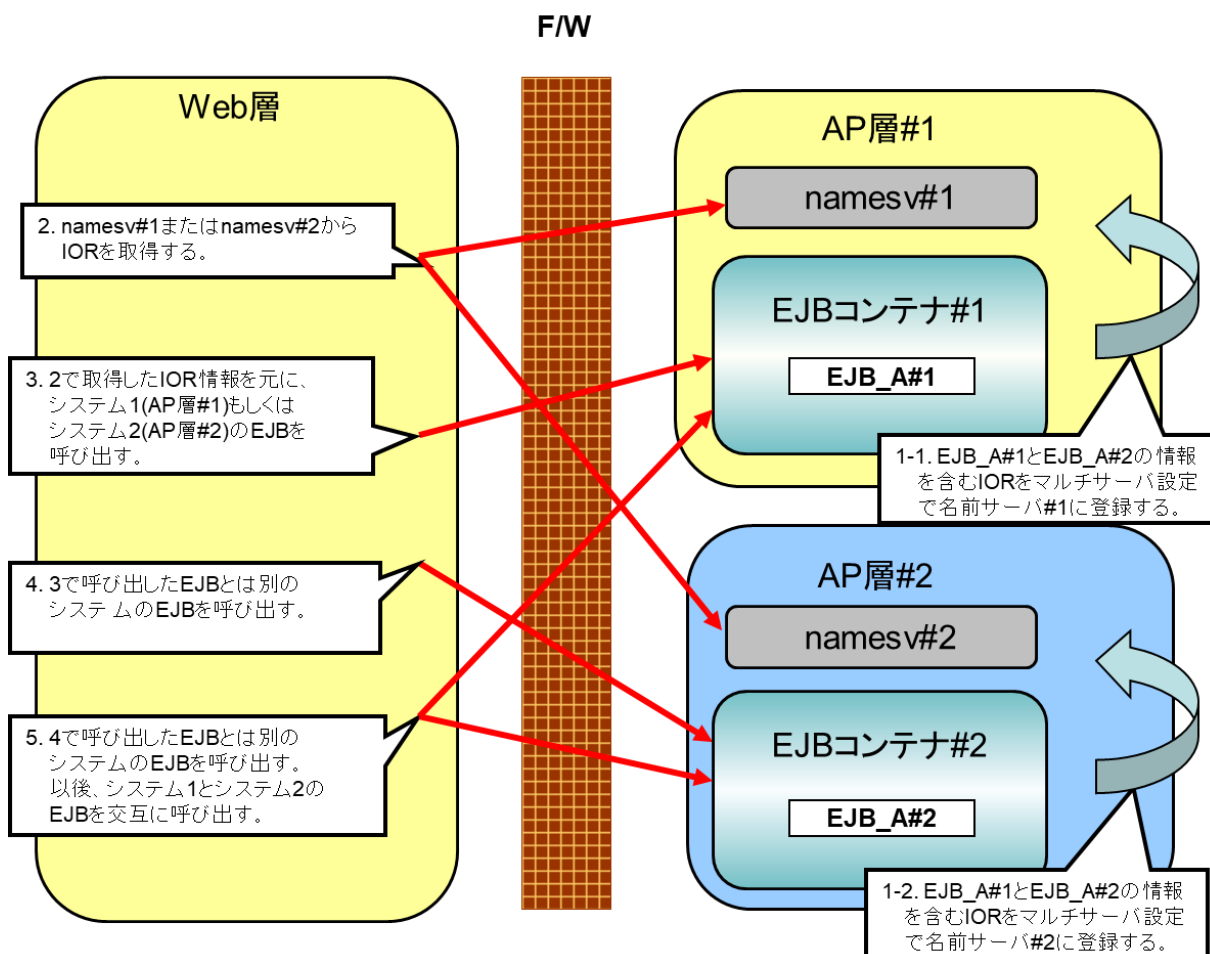 F/W
Web層
2. namesv#1またはnamesv#2から
IORを取得する。
3. 2で取得したIOR情報を元に、
システム1(AP層#1)もしくは
システム2(AP層#2)のEJBを
呼び出す。
4. 3で呼び出したEJBとは別の
システムのEJBを呼び出す。
5. 4で呼び出したEJBとは別の
システムのEJBを呼び出す。
以後、システム1とシステム2の
EJBを交互に呼び出す。
AP層#1
namesv#1
EJBコンテナ#1
EJB_A#1
1-1. EJB_A#1とEJB_A#2の情報
を含むIORをマルチサーバ設定
で名前サーバ#1に登録する。
AP層#2
namesv#2
EJBコンテナ#2
EJB_A#2
1-2. EJB_A#1とEJB_A#2の情報
を含むIORをマルチサーバ設定
で名前サーバ#2に登録する。